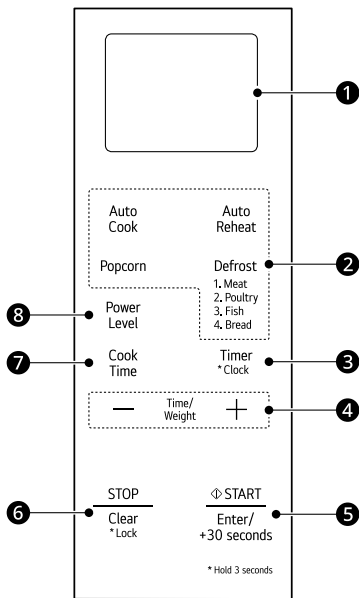 1
Auto
Cook
Auto
Reheat
2
Popcorn
Defrost
1. Meat
2. Poultry
3. Fish
4. Bread
8
Power
Level
7
Cook
Time
Timer
* Clock
3
Time/
Weight
4
STOP
START
6
Clear
* Lock
Enter/
+30 seconds
5
* Hold 3 seconds